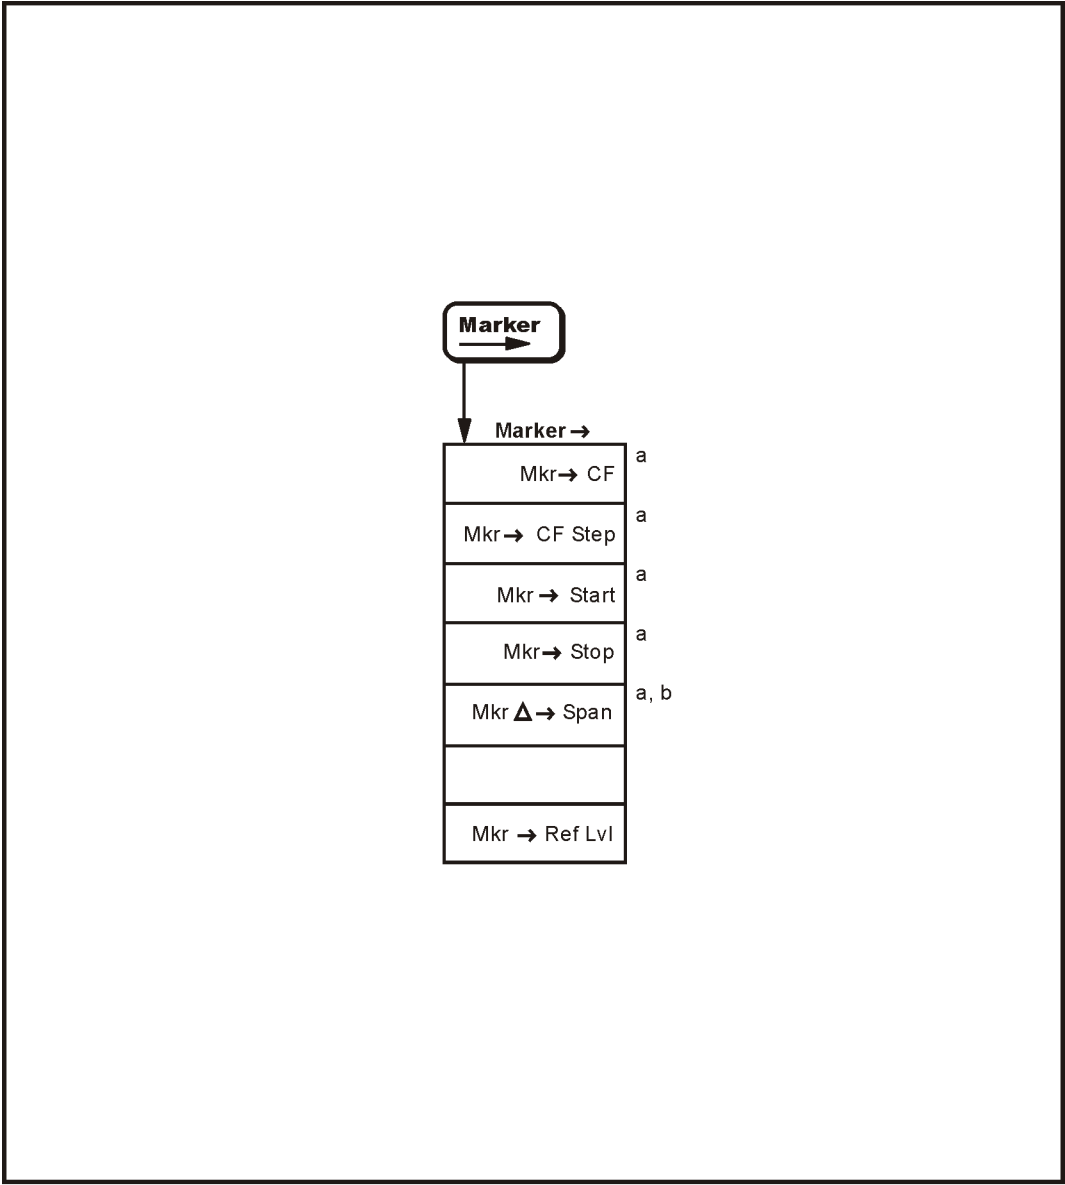 Marker
Marker →
Mkr → CF
a
Mkr → CF Step
a
Mkr → Start
a
Mkr → Stop
a
Mkr Δ → Span
a, b
Mkr → Ref Lvl